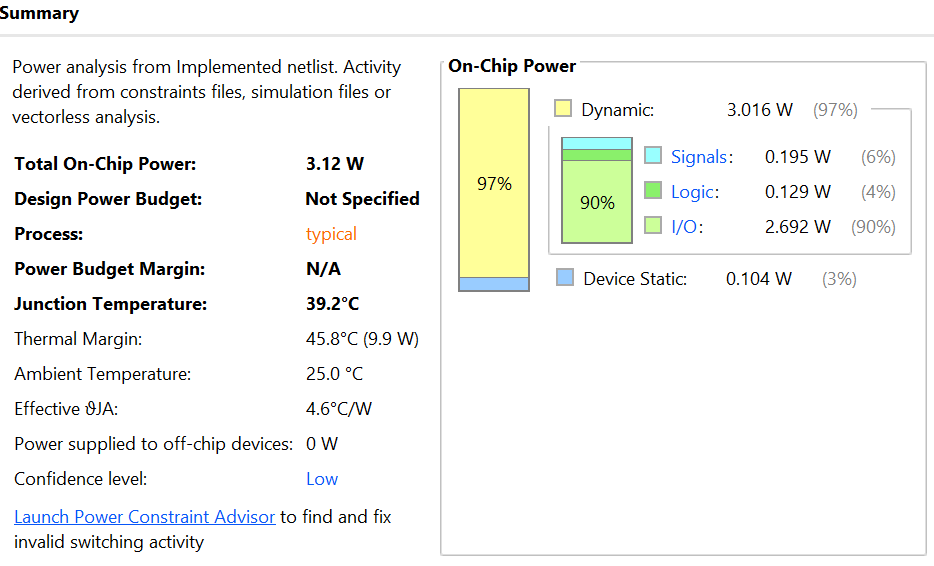 Summary
Power analysis from Implemented netlist. Activity
derived from constraints files, simulation files or
vectorless analysis.
Total On-Chip Power: 3.12 W
Design Power Budget: Not Specified
Process: typical
Power Budget Margin: N/A
Junction Temperature: 39.2°C
Thermal Margin: 45.8°C (9.9 W)
Ambient Temperature: 25.0 °C
Effective ϑJA: 4.6°C/W
Power supplied to off-chip devices: 0 W
Confidence level: Low
Launch Power Constraint Advisor to find and fix
invalid switching activity
On-Chip Power
97%
Dynamic: 3.016 W (97%)
90%
Signals: 0.195 W (6%)
Logic: 0.129 W (4%)
I/O: 2.692 W (90%)
Device Static: 0.104 W (3%)